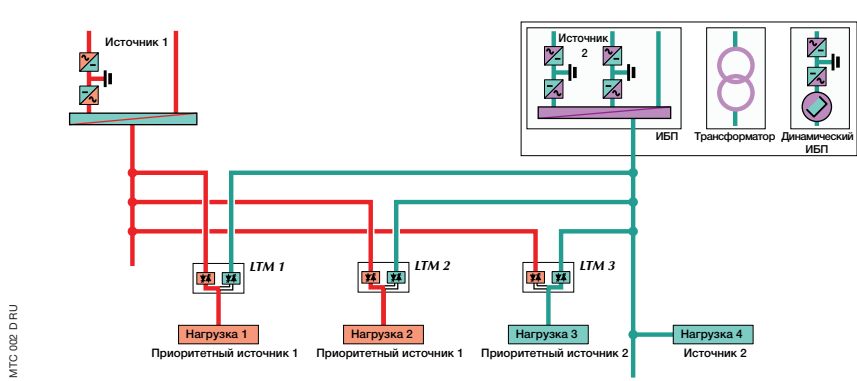 Источник 1
Источник
2
ИБП
Трансформатор
Динамический
ИБП
LTM 1
LTM 2
LTM 3
Нагрузка 1
Нагрузка 2
Нагрузка 3
Нагрузка 4
Приоритетный источник 1
Приоритетный источник 1
Приоритетный источник 2
Источник 2
MTC 002 D RU